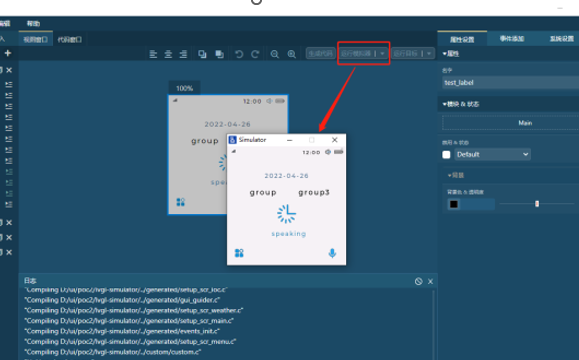 编辑 帮助
视图窗口 代码窗口
生成代码 运行模拟器 运行目标
属性设置 事件添加 系统设置
属性
名字
test_label
模块 & 状态
Main
Default
背景
背景色 & 透明度
100%
12:00
2022-04-26
group
Simulator
12:00
2022-04-26
group group3
speaking
日志
"Compiling D:/ui/poc2/lvgl-simulator/../generated/setup_scr_loc.c"
"Compiling D:/ui/poc2/lvgl-simulator/../generated/gui_guider.c"
"Compiling D:/ui/poc2/lvgl-simulator/../generated/setup_scr_weather.c"
"Compiling D:/ui/poc2/lvgl-simulator/../generated/setup_scr_main.c"
"Compiling D:/ui/poc2/lvgl-simulator/../generated/events_init.c"
"Compiling D:/ui/poc2/lvgl-simulator/../generated/setup_scr_menu.c"
"Compiling D:/ui/poc2/lvgl-simulator/../custom/custom.c"